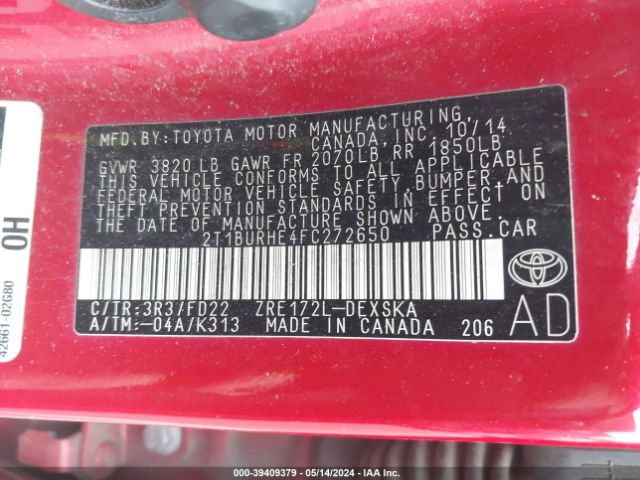 MFD.BY:TOYOTA MOTOR MANUFACTURING,
CANADA,INC. 10/14
GVWR 3820 LB GAWR FR 2070LB,RR 1850LB
THIS VEHICLE CONFORMS TO ALL APPLICABLE
FEDERAL MOTOR VEHICLE SAFETY,BUMPER,AND
THEFT PREVENTION STANDARDS IN EFFECT ON
THE DATE OF MANUFACTURE SHOWN ABOVE.
2T1BURHE4FC272650 PASS.CAR
C/TR:3R3/FD22 ZRE172L-DEXSKA
A/TM:-04A/K313 MADE IN CANADA 206
AD
0H
42661-02G80
000-39409379 - 05/14/2024 - IAA Inc.